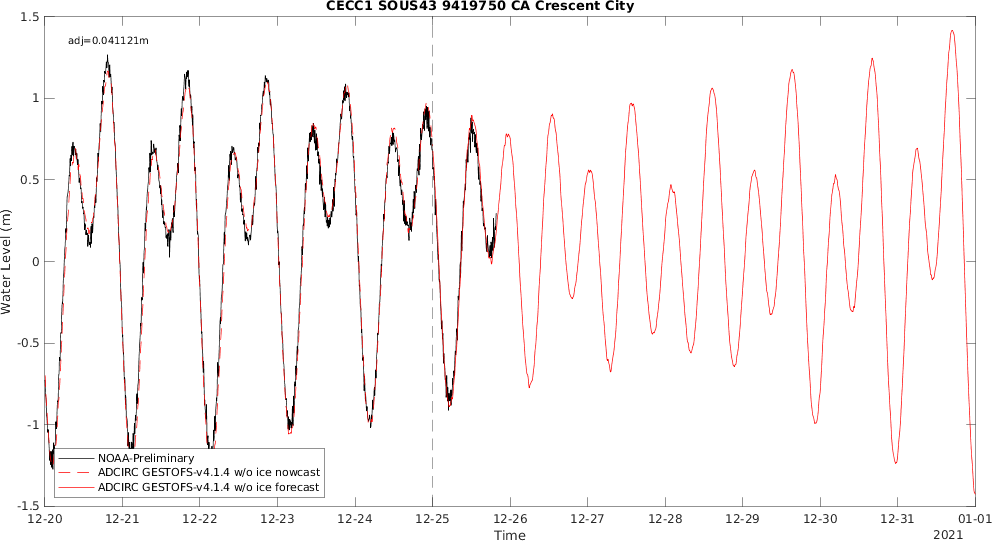 CECC1 SOUS43 9419750 CA Crescent City
adj=0.041121m
1.5
1
0.5
0
-0.5
-1
-1.5
Water Level (m)
NOAA-Preliminary
ADCIRC GESTOFS-v4.1.4 w/o ice nowcast
ADCIRC GESTOFS-v4.1.4 w/o ice forecast
12-20 12-21 12-22 12-23 12-24 12-25 12-26 12-27 12-28 12-29 12-30 12-31 01-01
Time
2021